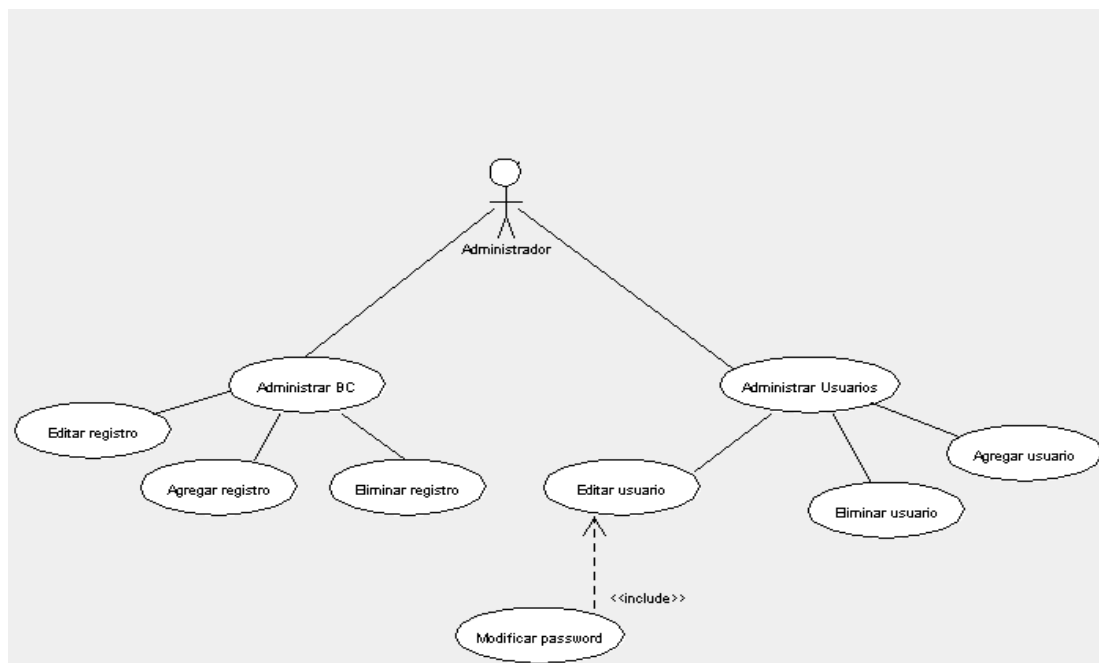 Administrador
Administrar BC
Administrar Usuarios
Editar registro
Agregar usuario
Agregar registro
Eliminar registro
Editar usuario
Eliminar usuario
<<include>>
Modificar password